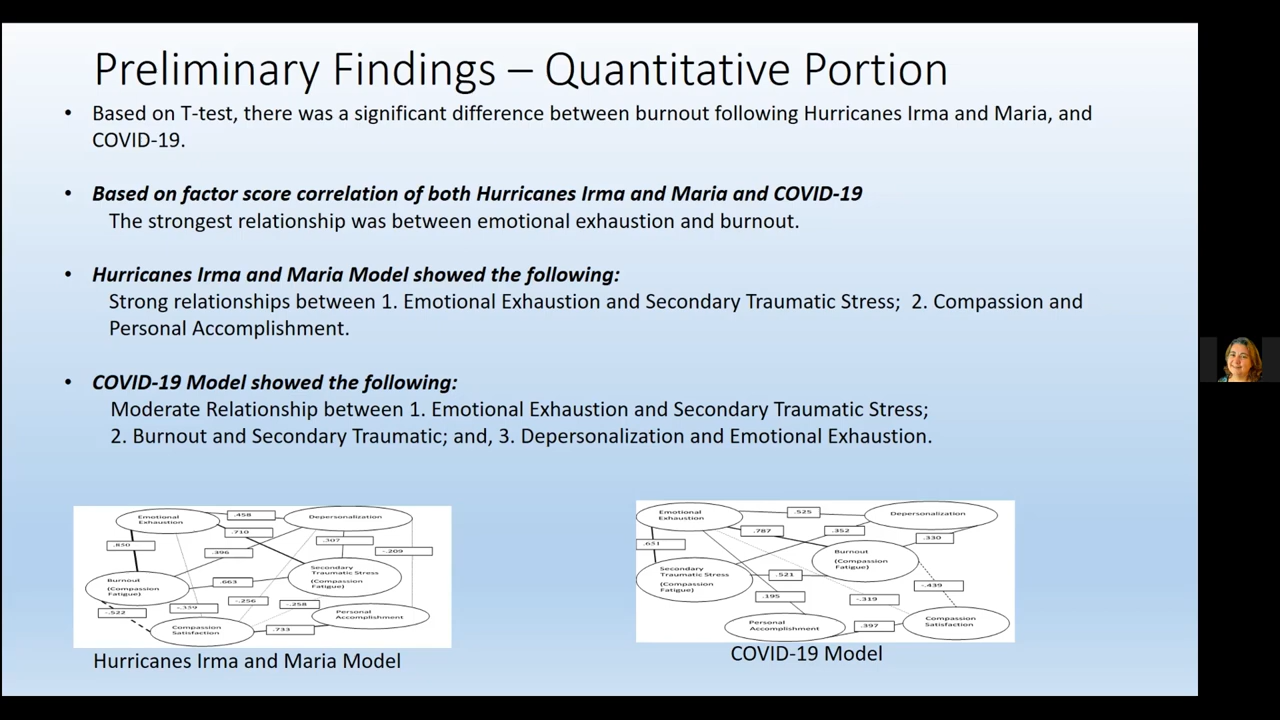 Preliminary Findings – Quantitative Portion
• Based on T-test, there was a significant difference between burnout following Hurricanes Irma and Maria, and
COVID-19.
• Based on factor score correlation of both Hurricanes Irma and Maria and COVID-19
The strongest relationship was between emotional exhaustion and burnout.
• Hurricanes Irma and Maria Model showed the following:
Strong relationships between 1. Emotional Exhaustion and Secondary Traumatic Stress; 2. Compassion and
Personal Accomplishment.
• COVID-19 Model showed the following:
Moderate Relationship between 1. Emotional Exhaustion and Secondary Traumatic Stress;
2. Burnout and Secondary Traumatic; and, 3. Depersonalization and Emotional Exhaustion.
Emotional
Exhaustion
.458
Depersonalization
.710
.850
.396
.307
-.209
Secondary
Traumatic Stress
(Compassion
Fatigue)
Burnout
(Compassion
Fatigue)
.663
-.522
-.359
-.256
-.258
Personal
Accomplishment
Compassion
Satisfaction
.733
Hurricanes Irma and Maria Model
Emotional
Exhaustion
.525
Depersonalization
.787
.352
.330
.651
Burnout
(Compassion
Fatigue)
Secondary
Traumatic Stress
(Compassion
Fatigue)
.521
-.439
.195
-.319
Personal
Accomplishment
.397
Compassion
Satisfaction
COVID-19 Model